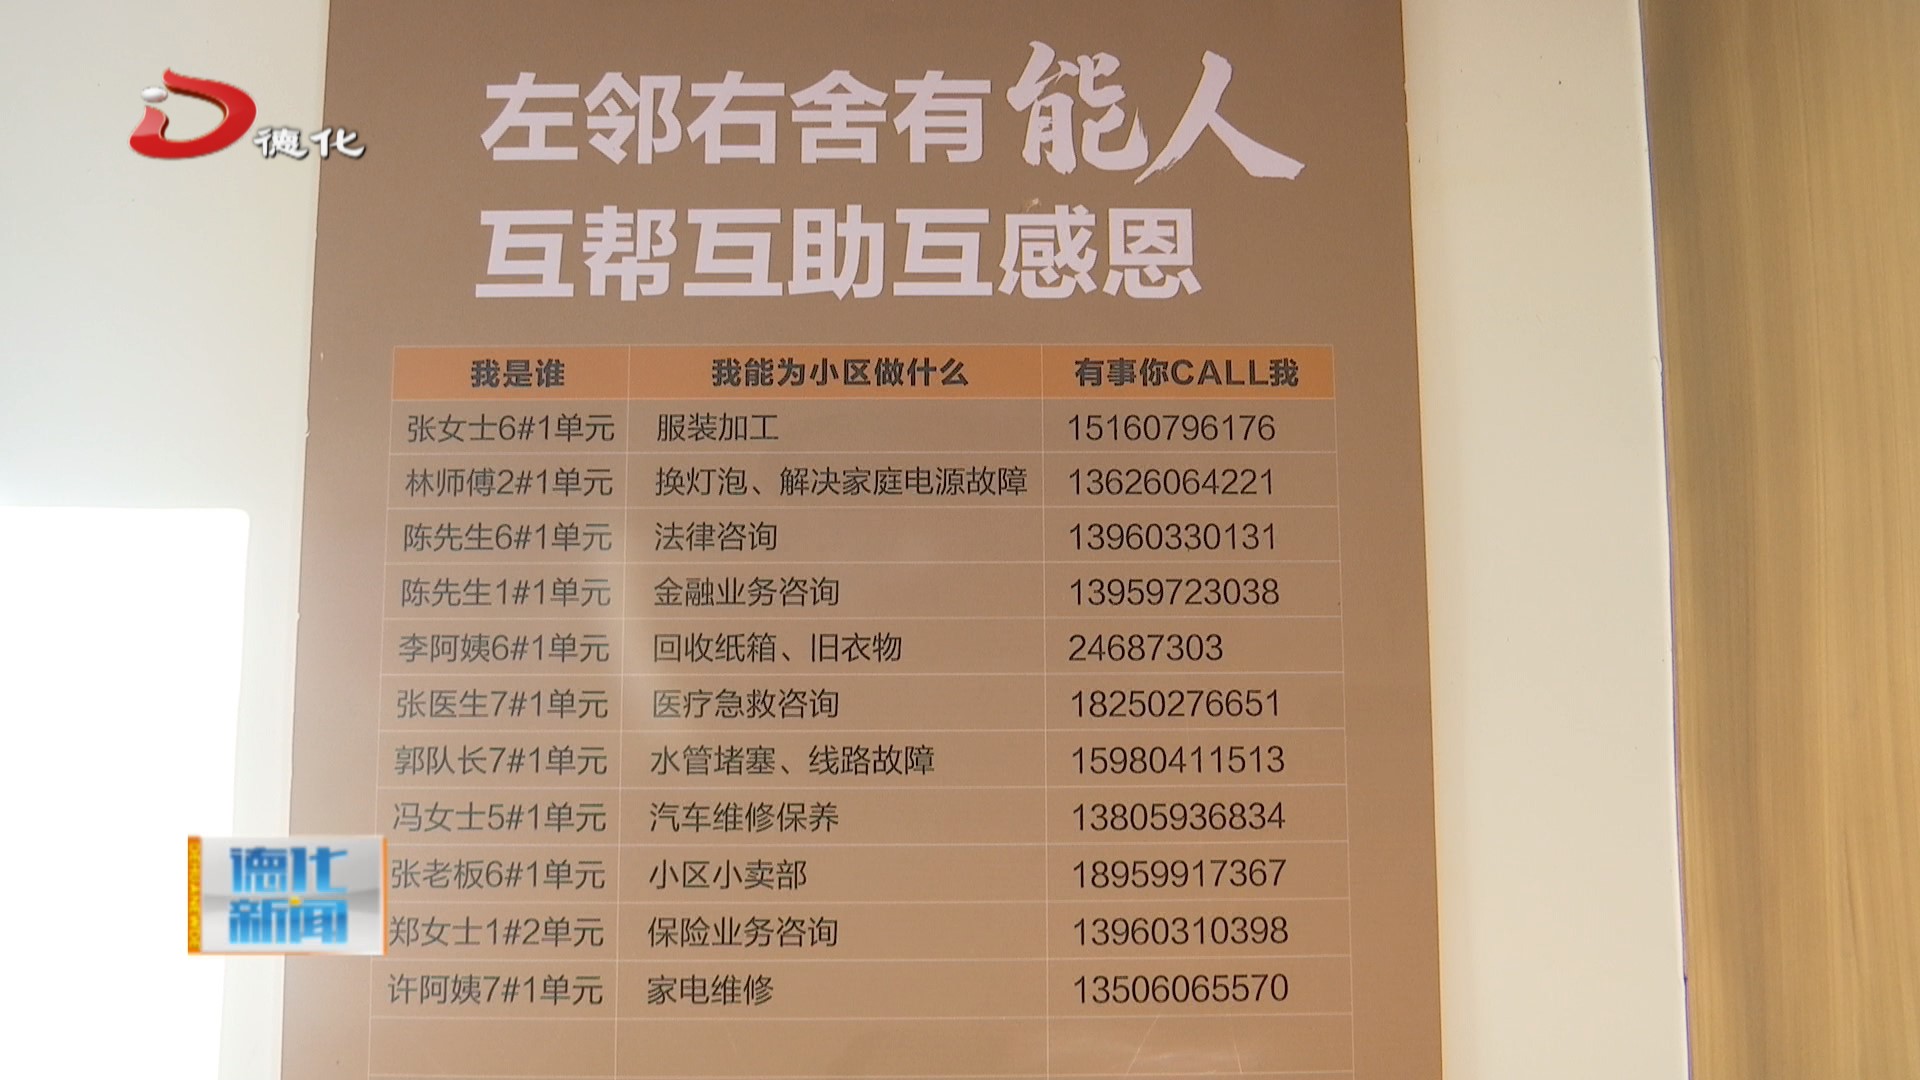 德化
左邻右舍有能人
互帮互助互感恩
我是谁 我能为小区做什么 有事你CALL我
张女士6#1单元 服装加工 15160796176
林师傅2#1单元 换灯泡、解决家庭电源故障 13626064221
陈先生6#1单元 法律咨询 13960330131
陈先生1#1单元 金融业务咨询 13959723038
李阿姨6#1单元 回收纸箱、旧衣物 24687303
张医生7#1单元 医疗急救咨询 18250276651
郭队长7#1单元 水管堵塞、线路故障 15980411513
冯女士5#1单元 汽车维修保养 13805936834
张老板6#1单元 小区小卖部 18959917367
郑女士1#2单元 保险业务咨询 13960310398
许阿姨7#1单元 家电维修 13506065570
德化
新闻